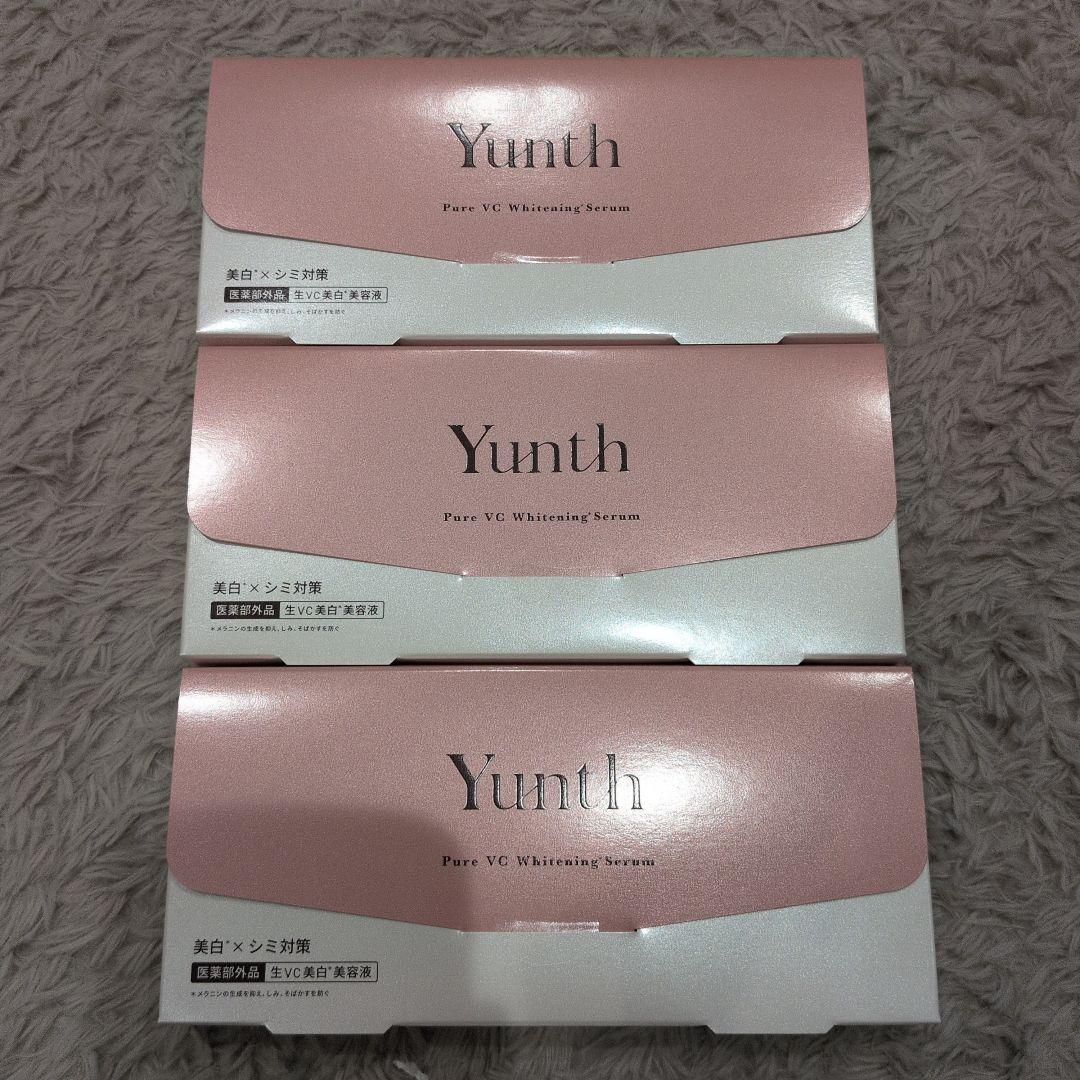 Yunth
Pure VC Whitening*Serum
美白*×シミ対策
医薬部外品 生VC美白*美容液
*メラニンの生成を抑え、しみ、そばかすを防ぐ
Yunth
Pure VC Whitening*Serum
美白*×シミ対策
医薬部外品 生VC美白*美容液
*メラニンの生成を抑え、しみ、そばかすを防ぐ
Yunth
Pure VC Whitening*Serum
美白*×シミ対策
医薬部外品 生VC美白*美容液
*メラニンの生成を抑え、しみ、そばかすを防ぐ